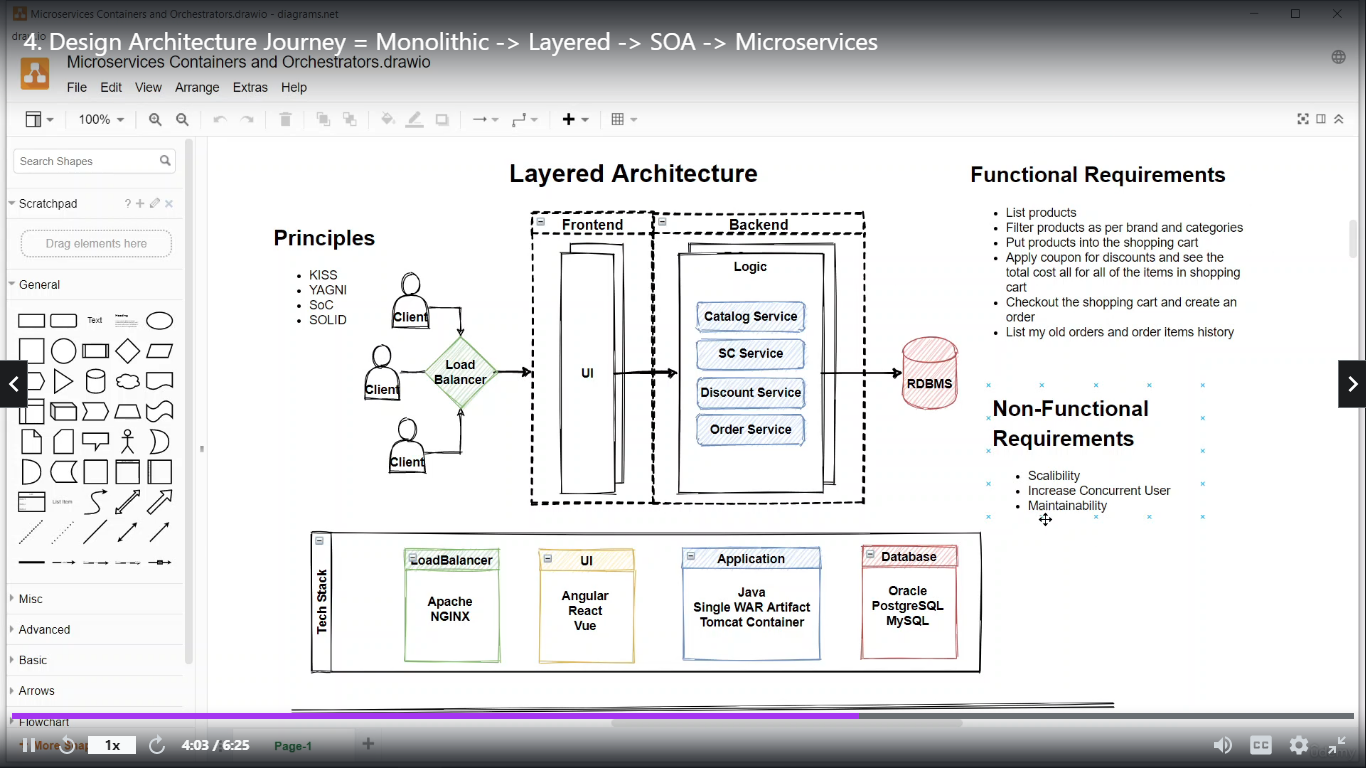 Microservices Containers and Orchestrators.drawio - diagrams.net
4. Design Architecture Journey = Monolithic -> Layered -> SOA -> Microservices
Microservices Containers and Orchestrators.drawio
File Edit View Arrange Extras Help
100%
Search Shapes
Scratchpad
?
Drag elements here
General
Text
Heading
List Item
Misc
Advanced
Basic
Arrows
Flowchart
Layered Architecture
Principles
KISS
YAGNI
SoC
SOLID
Client
Client
Client
Load
Balancer
Frontend
UI
Backend
Logic
Catalog Service
SC Service
Discount Service
Order Service
RDBMS
Functional Requirements
List products
Filter products as per brand and categories
Put products into the shopping cart
Apply coupon for discounts and see the
total cost all for all of the items in shopping
cart
Checkout the shopping cart and create an
order
List my old orders and order items history
Non-Functional
Requirements
Scalibility
Increase Concurrent User
Maintainability
Tech Stack
LoadBalancer
Apache
NGINX
UI
Angular
React
Vue
Application
Java
Single WAR Artifact
Tomcat Container
Database
Oracle
PostgreSQL
MySQL
1x
4:03 / 6:25
Page-1
CC